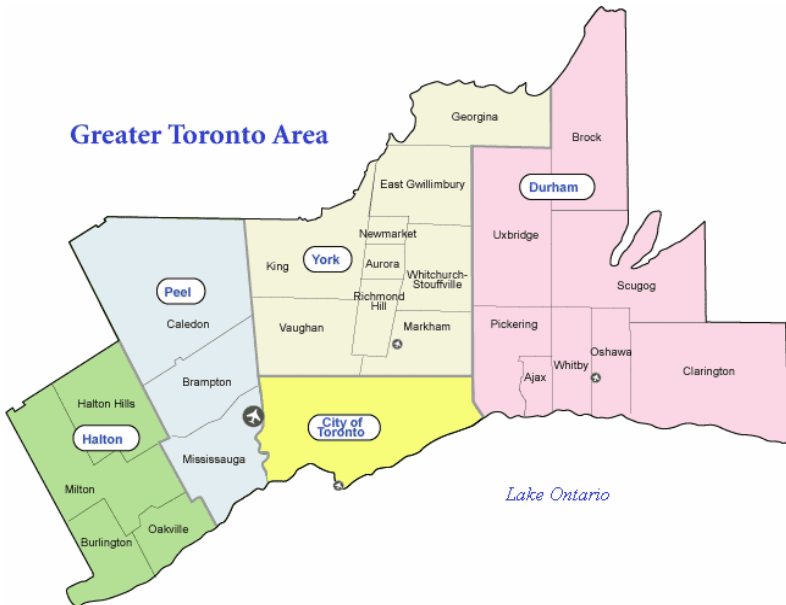 Greater Toronto Area
Georgina
Brock
East Gwillimbury
Durham
Newmarket
Uxbridge
King
York
Aurora
Whitchurch-
Stouffville
Peel
Scugog
Richmond
Hill
Caledon
Vaughan
Markham
Pickering
Oshawa
Whitby
Clarington
Ajax
Brampton
Halton Hills
City of
Toronto
Halton
Mississauga
Milton
Lake Ontario
Oakville
Burlington